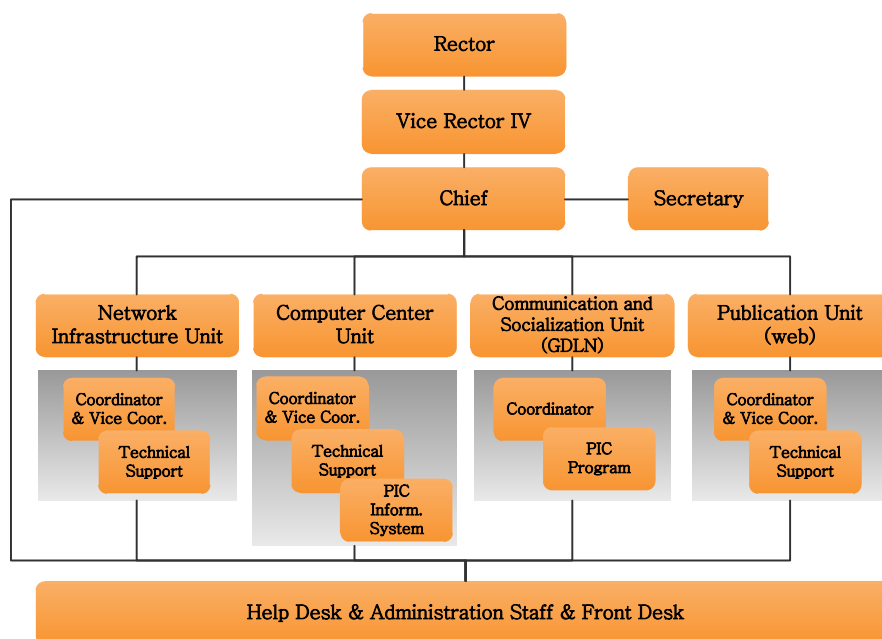 Rector
Vice Rector IV
Chief
Secretary
Network
Infrastructure Unit
Computer Center
Unit
Communication and
Socialization Unit
(GDLN)
Publication Unit
(web)
Coordinator
& Vice Coor.
Technical
Support
Coordinator
& Vice Coor.
Technical
Support
PIC
Inform.
System
Coordinator
PIC
Program
Coordinator
& Vice Coor.
Technical
Support
Help Desk & Administration Staff & Front Desk